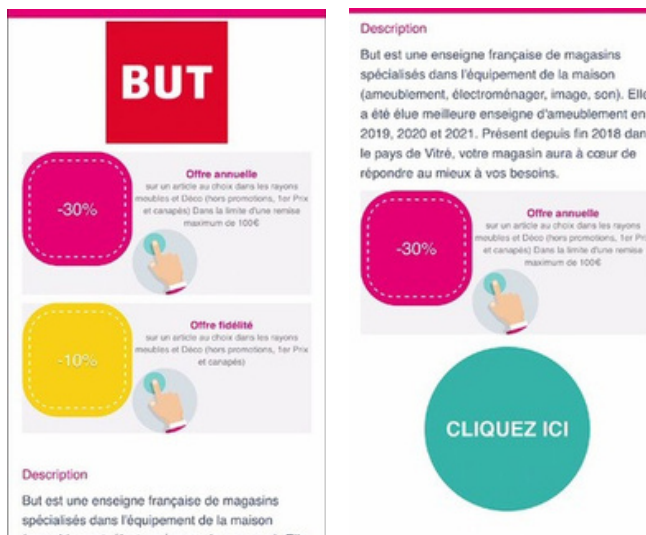 BUT
-30%
Offre annuelle
sur un article au choix dans les rayons
meubles et Déco (hors promotions, 1er Prix
et canapés) Dans la limite d'une remise
maximum de 100€
-10%
Offre fidélité
sur un article au choix dans les rayons
meubles et Déco (hors promotions, 1er Prix
et canapés)
Description
But est une enseigne française de magasins
spécialisés dans l'équipement de la maison
Description
But est une enseigne française de magasins
spécialisés dans l'équipement de la maison
(ameublement, électroménager, image, son). Elle
a été élue meilleure enseigne d'ameublement en
2019, 2020 et 2021. Présent depuis fin 2018 dan
le pays de Vitré, votre magasin aura à cœur de
répondre au mieux à vos besoins.
-30%
Offre annuelle
sur un article au choix dans les rayons
meubles et Déco (hors promotions, 1er Prix
et canapés) Dans la limite d'une remise
maximum de 100€
CLIQUEZ ICI